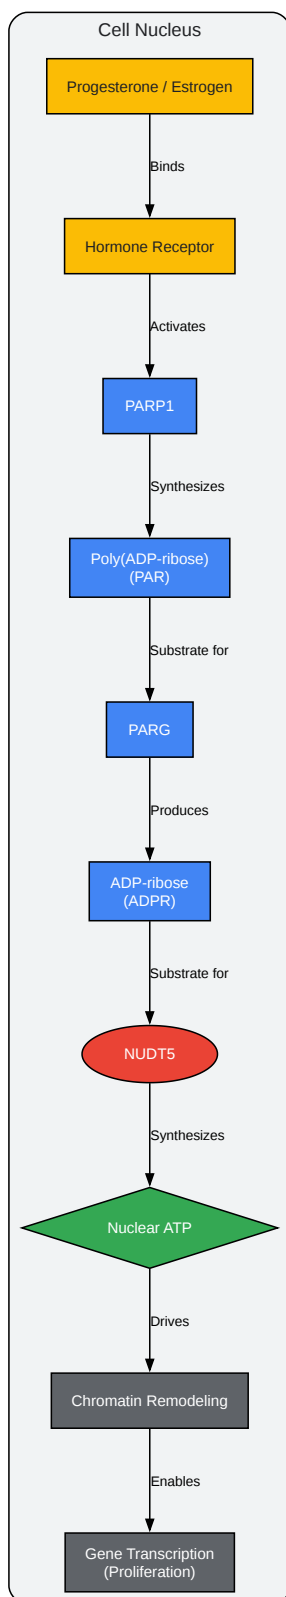 Cell Nucleus
Progesterone / Estrogen
Binds
Hormone Receptor
Activates
PARP1
Synthesizes
Poly(ADP-ribose)
(PAR)
Substrate for
PARG
Produces
ADP-ribose
(ADPR)
Substrate for
NUDT5
Synthesizes
Nuclear ATP
Drives
Chromatin Remodeling
Enables
Gene Transcription
(Proliferation)